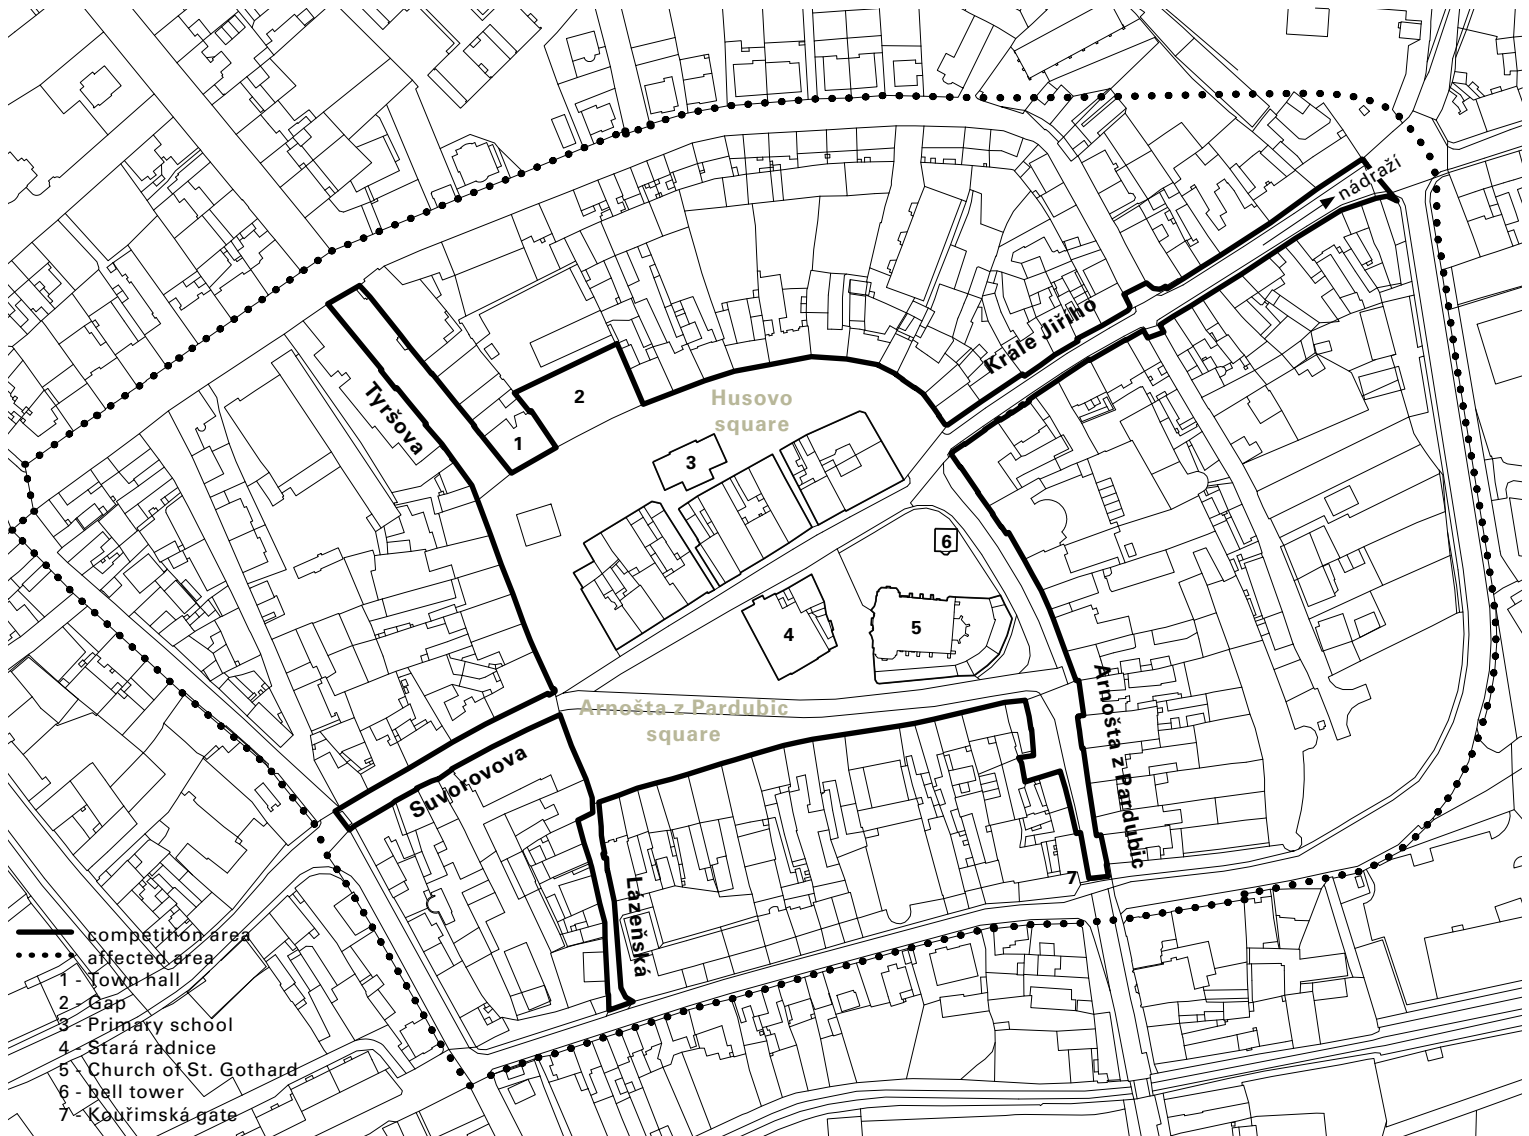 nádraží
Krále Jiřího
Tyršova
Husovo
square
2
1
3
6
5
4
Arnošta z Pardubic
square
Arnošta z Pardubic
Suvorovova
7
Lázeňská
competition area
affected area
1 - Town hall
2 - Gap
3 - Primary school
4 - Stará radnice
5 - Church of St. Gothard
6 - bell tower
7 - Kouřimská gate